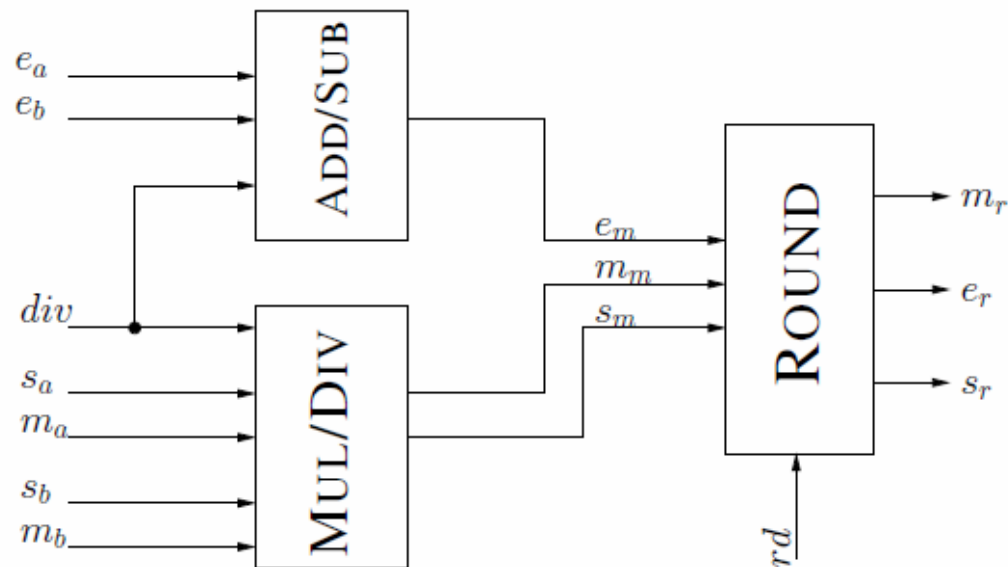 e_a
e_b
ADD/SUB
div
s_a
m_a
s_b
m_b
MUL/DIV
e_m
m_m
s_m
ROUND
rd
m_r
e_r
s_r